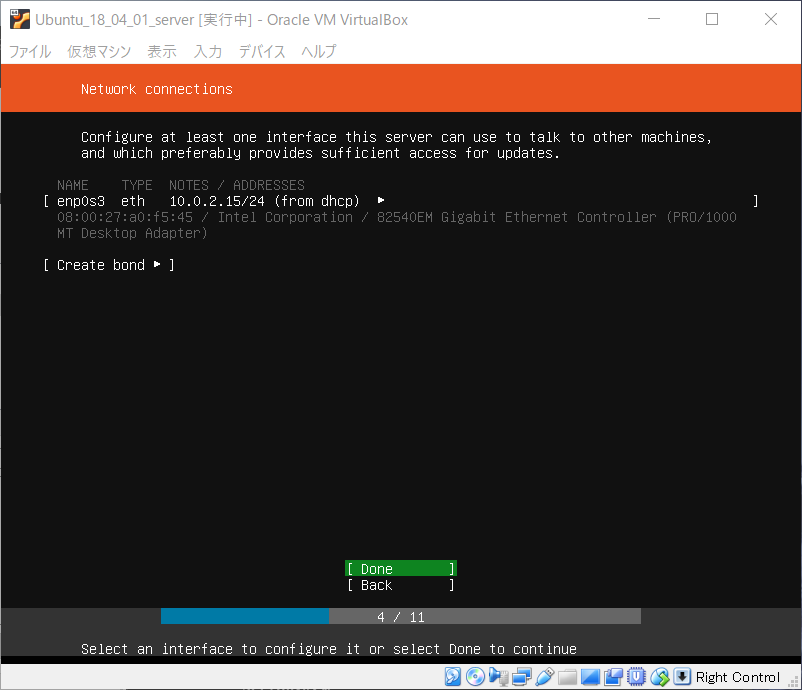 Ubuntu_18_04_01_server [実行中] - Oracle VM VirtualBox
ファイル 仮想マシン 表示 入力 デバイス ヘルプ
Network connections
Configure at least one interface this server can use to talk to other machines,
and which preferably provides sufficient access for updates.
NAME TYPE NOTES / ADDRESSES
[ enp0s3 eth 10.0.2.15/24 (from dhcp) ▸ ]
08:00:27:a0:f5:45 / Intel Corporation / 82540EM Gigabit Ethernet Controller (PRO/1000
MT Desktop Adapter)
[ Create bond ▸ ]
[ Done ]
[ Back ]
4 / 11
Select an interface to configure it or select Done to continue
Right Control